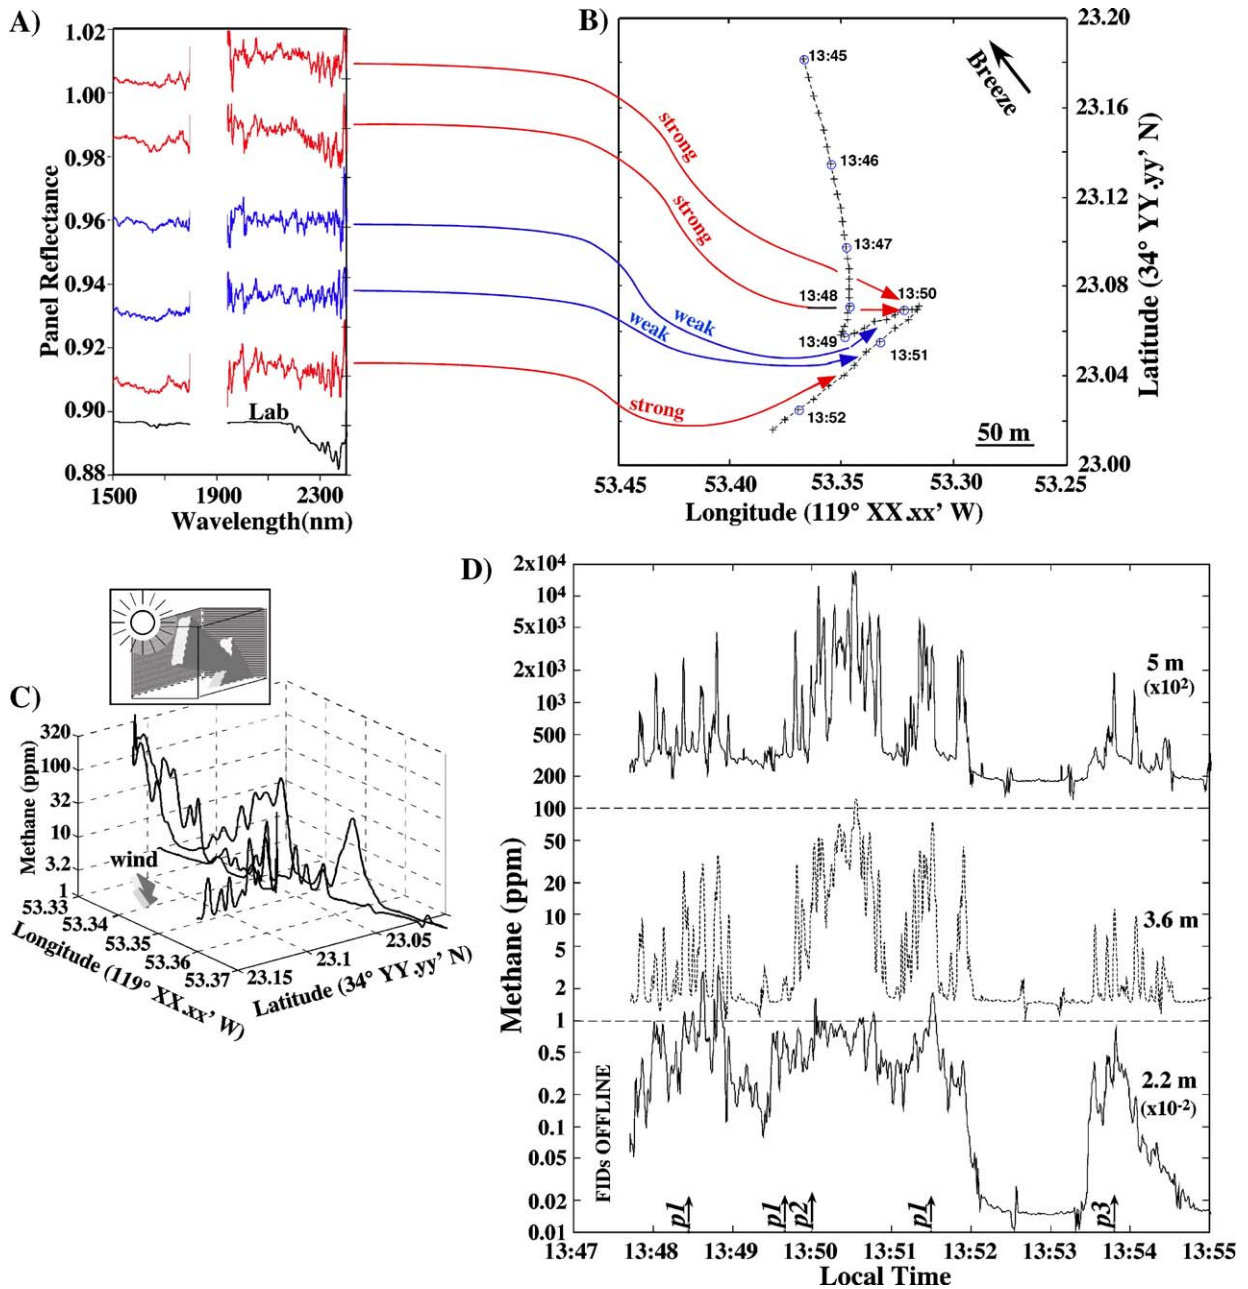 A)
1.02
1.00
0.98
0.96
0.94
0.92
0.90
0.88
Panel Reflectance
Lab
1500
1900
2300
Wavelength(nm)
strong
strong
weak
weak
strong
B)
13:45
13:46
13:47
13:48
13:49
13:50
13:51
13:52
Breeze
50 m
23.20
23.16
23.12
23.08
23.04
23.00
Latitude (34° YY.yy' N)
53.45
53.40
53.35
53.30
53.25
Longitude (119° XX.xx' W)
C)
Methane (ppm)
320
100
32
10
3.2
1
wind
53.33
53.34
53.35
53.36
53.37
Longitude (119° XX.xx' W)
23.15
23.1
23.05
Latitude (34° YY.yy' N)
D)
2x10⁴
10⁴
5x10³
2x10³
10³
500
200
100
50
20
10
5
2
1
0.5
0.2
0.1
0.05
0.02
0.01
Methane (ppm)
5 m
(x10²)
3.6 m
2.2 m
(x10⁻²)
FIDs OFFLINE
p1
p1
p2
p1
p3
13:47
13:48
13:49
13:50
13:51
13:52
13:53
13:54
13:55
Local Time